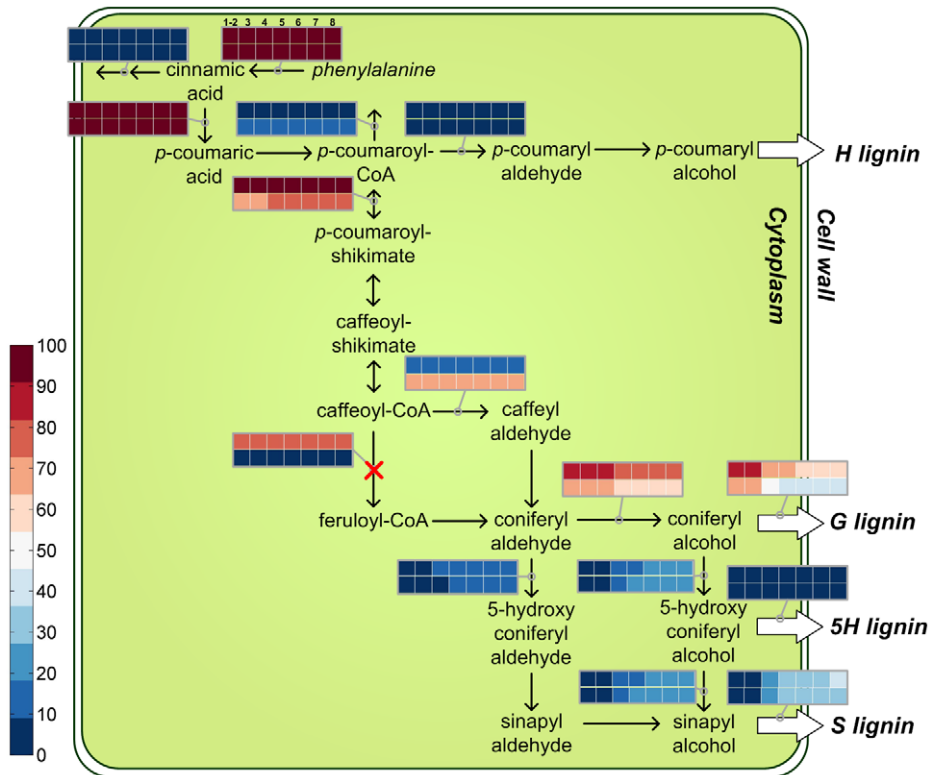 1-2 3 4 5 6 7 8
cinnamic
acid
phenylalanine
p-coumaric
acid
p-coumaroyl-
CoA
p-coumaryl
aldehyde
p-coumaryl
alcohol
H lignin
Cytoplasm
Cell wall
p-coumaroyl-
shikimate
caffeoyl-
shikimate
caffeoyl-CoA
caffeyl
aldehyde
feruloyl-CoA
coniferyl
aldehyde
coniferyl
alcohol
G lignin
5-hydroxy
coniferyl
aldehyde
5-hydroxy
coniferyl
alcohol
5H lignin
sinapyl
aldehyde
sinapyl
alcohol
S lignin
100
90
80
70
60
50
40
30
20
10
0